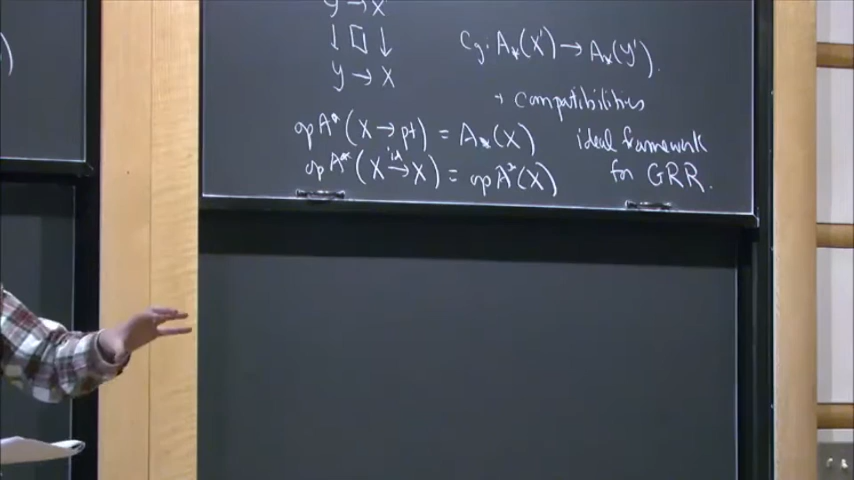 y' → X'
↓ □ ↓
y → X
C_g: A_*(X') → A_*(y').
+ compatibilities
op A*(X → pt) = A_*(X)
op A*(X →^{id} X) = op A*(X)
ideal framework
for GRR.
)